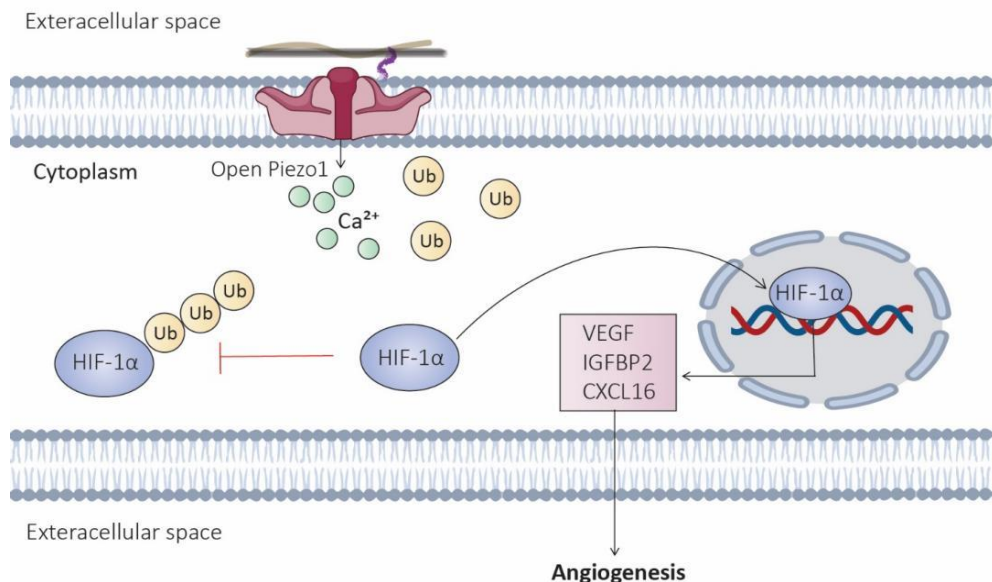 Exteracellular space
Cytoplasm
Open Piezo1
Ca²⁺
Ub
Ub
Ub
Ub
Ub
Ub
HIF-1α
HIF-1α
HIF-1α
VEGF
IGFBP2
CXCL16
Exteracellular space
Angiogenesis